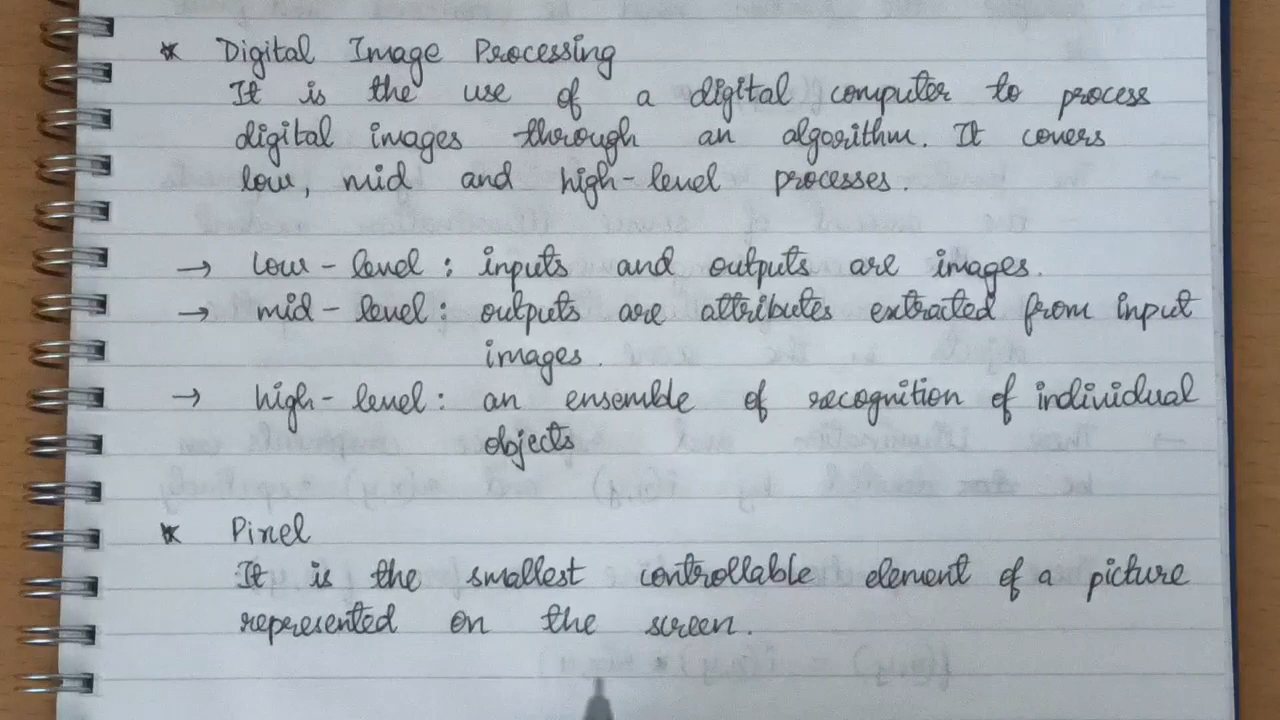 * Digital Image Processing
It is the use of a digital computer to process
digital images through an algorithm. It covers
low, mid and high-level processes.
→ low-level: inputs and outputs are images.
→ mid-level: outputs are attributes extracted from input
images.
→ high-level: an ensemble of recognition of individual
objects
* Pixel
It is the smallest controllable element of a picture
represented on the screen.